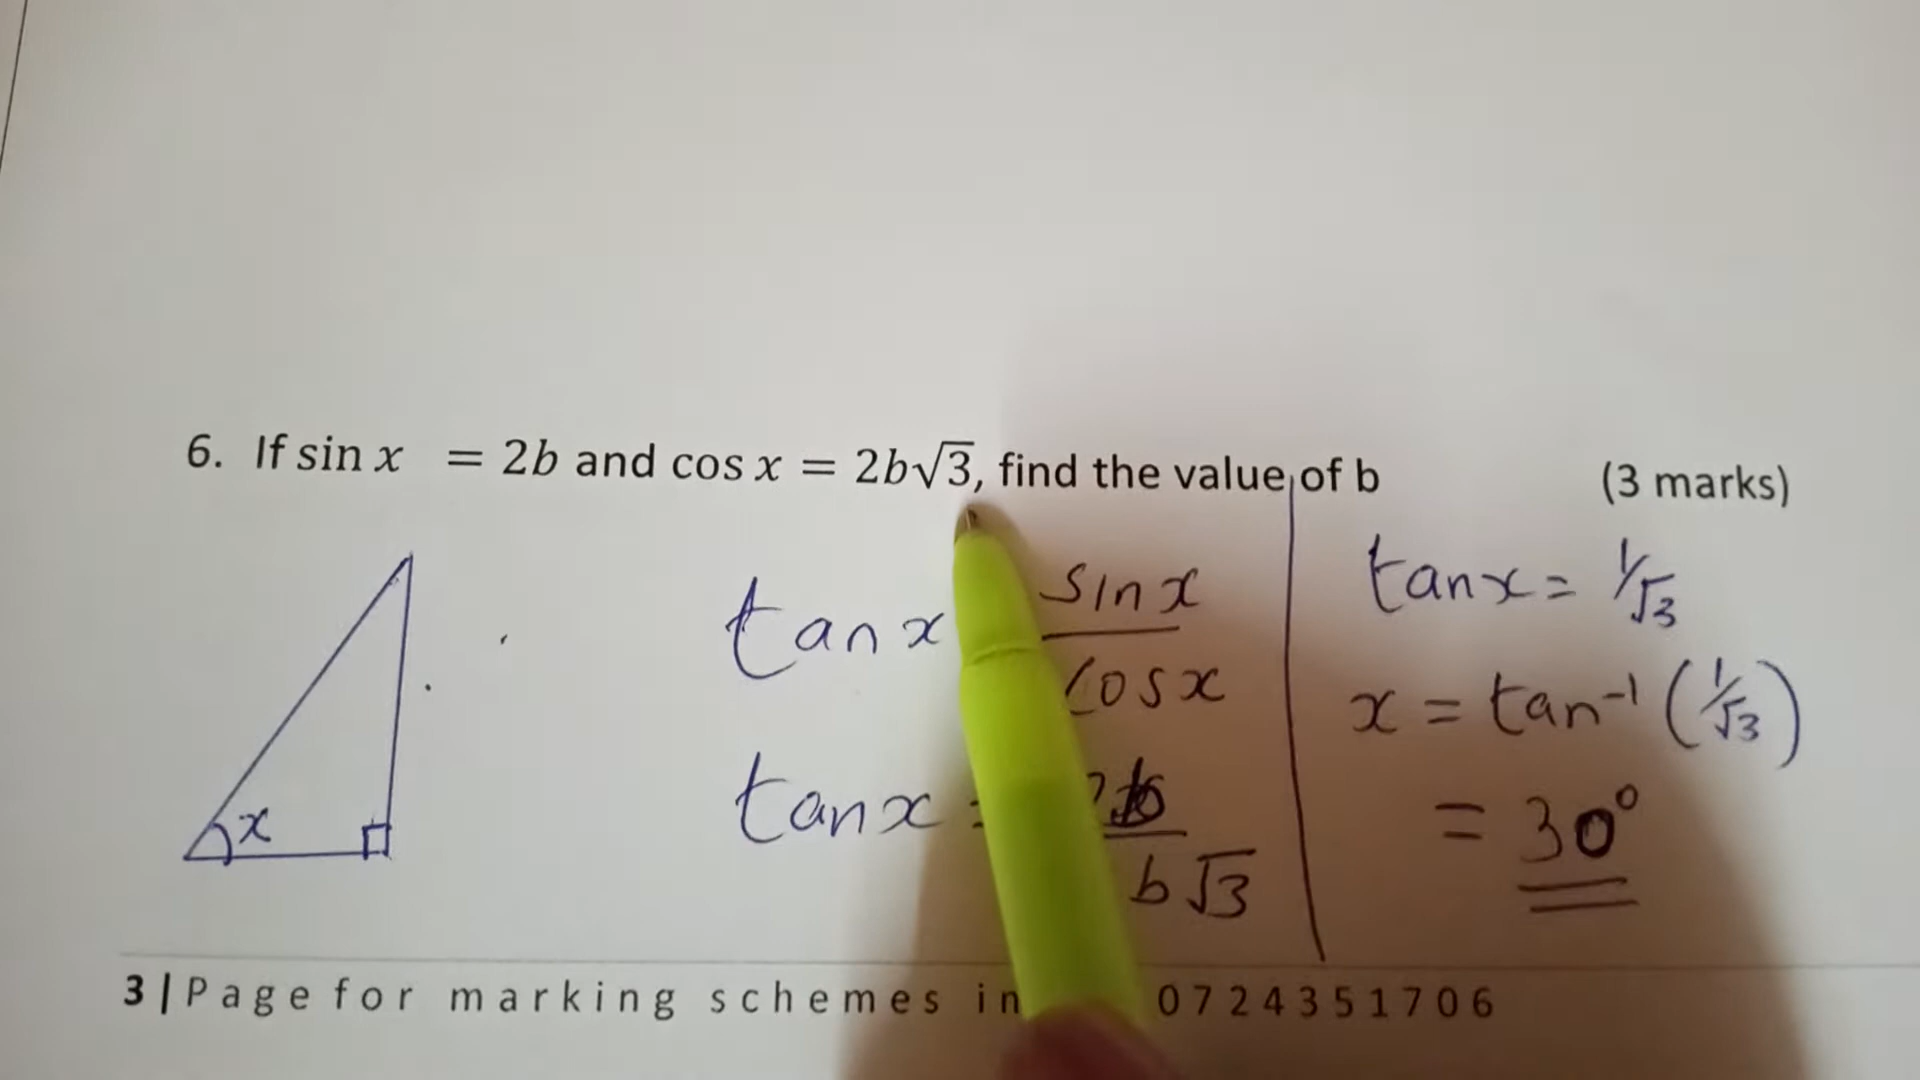 6. If sin x = 2b and cos x = 2b√3, find the value of b (3 marks)
x
tan x sin x
cos x
tan x = 2b
b√3
tan x = 1/√3
x = tan⁻¹ (1/√3)
= 30°
3 | Page for marking schemes in 0724351706